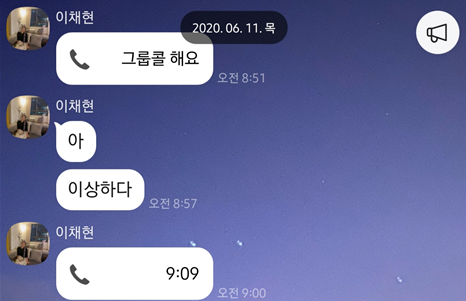 이채현
2020. 06. 11. 목
그룹콜 해요
오전 8:51
이채현
아
이상하다
오전 8:57
이채현
9:09
오전 9:00